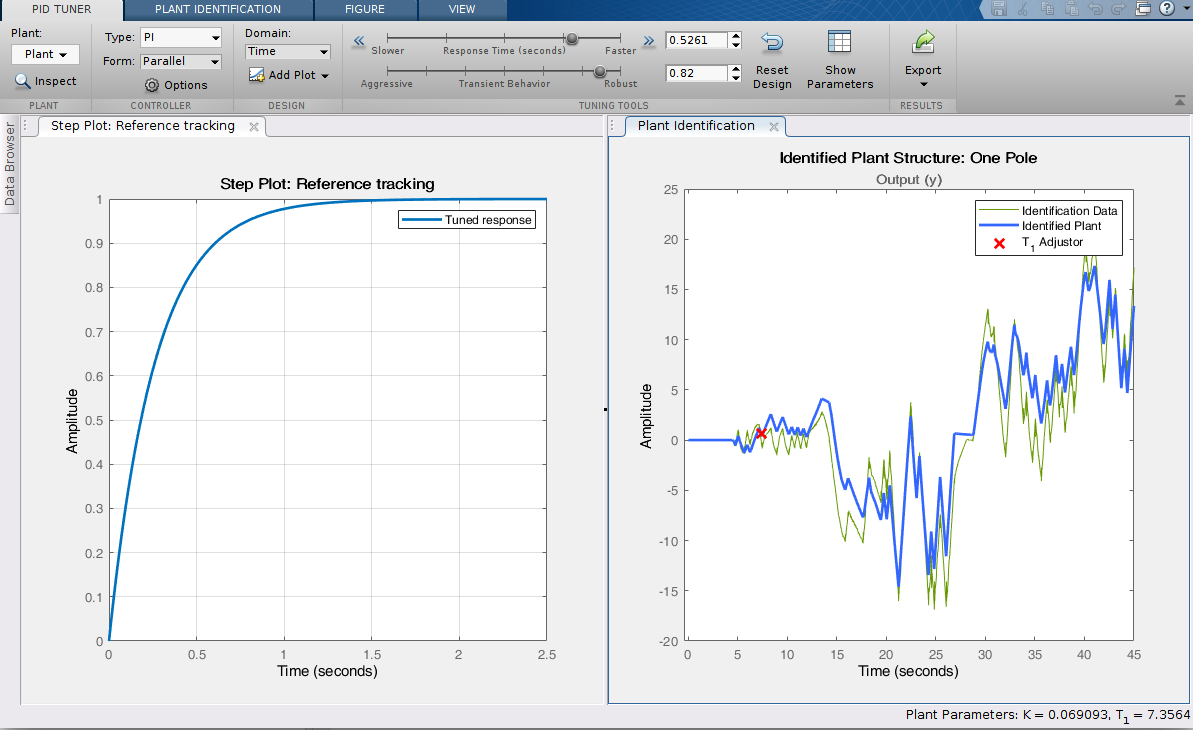 PID TUNER PLANT IDENTIFICATION FIGURE VIEW
Plant:
Plant
Inspect
PLANT
Type: PI
Form: Parallel
Options
CONTROLLER
Domain:
Time
Add Plot
DESIGN
Slower Response Time (seconds) Faster 0.5261
Aggressive Transient Behavior Robust 0.82
Reset
Design
Show
Parameters
TUNING TOOLS
Export
RESULTS
Data Browser
Step Plot: Reference tracking
Step Plot: Reference tracking
Tuned response
1
0.9
0.8
0.7
0.6
0.5
0.4
0.3
0.2
0.1
0
Amplitude
0 0.5 1 1.5 2 2.5
Time (seconds)
Plant Identification
Identified Plant Structure: One Pole
Output (y)
Identification Data
Identified Plant
T1 Adjustor
25
20
15
10
5
0
-5
-10
-15
-20
Amplitude
0 5 10 15 20 25 30 35 40 45
Time (seconds)
Plant Parameters: K = 0.069093, T1 = 7.3564